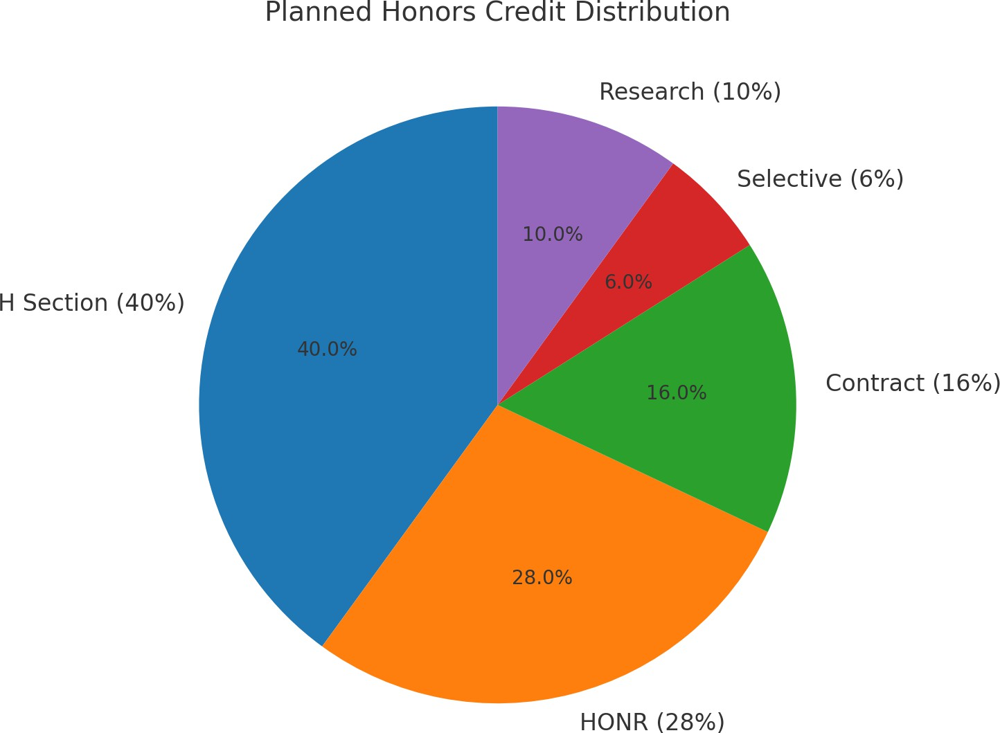 Planned Honors Credit Distribution
Research (10%)
Selective (6%)
10.0%
6.0%
H Section (40%)
40.0%
Contract (16%)
16.0%
28.0%
HONR (28%)